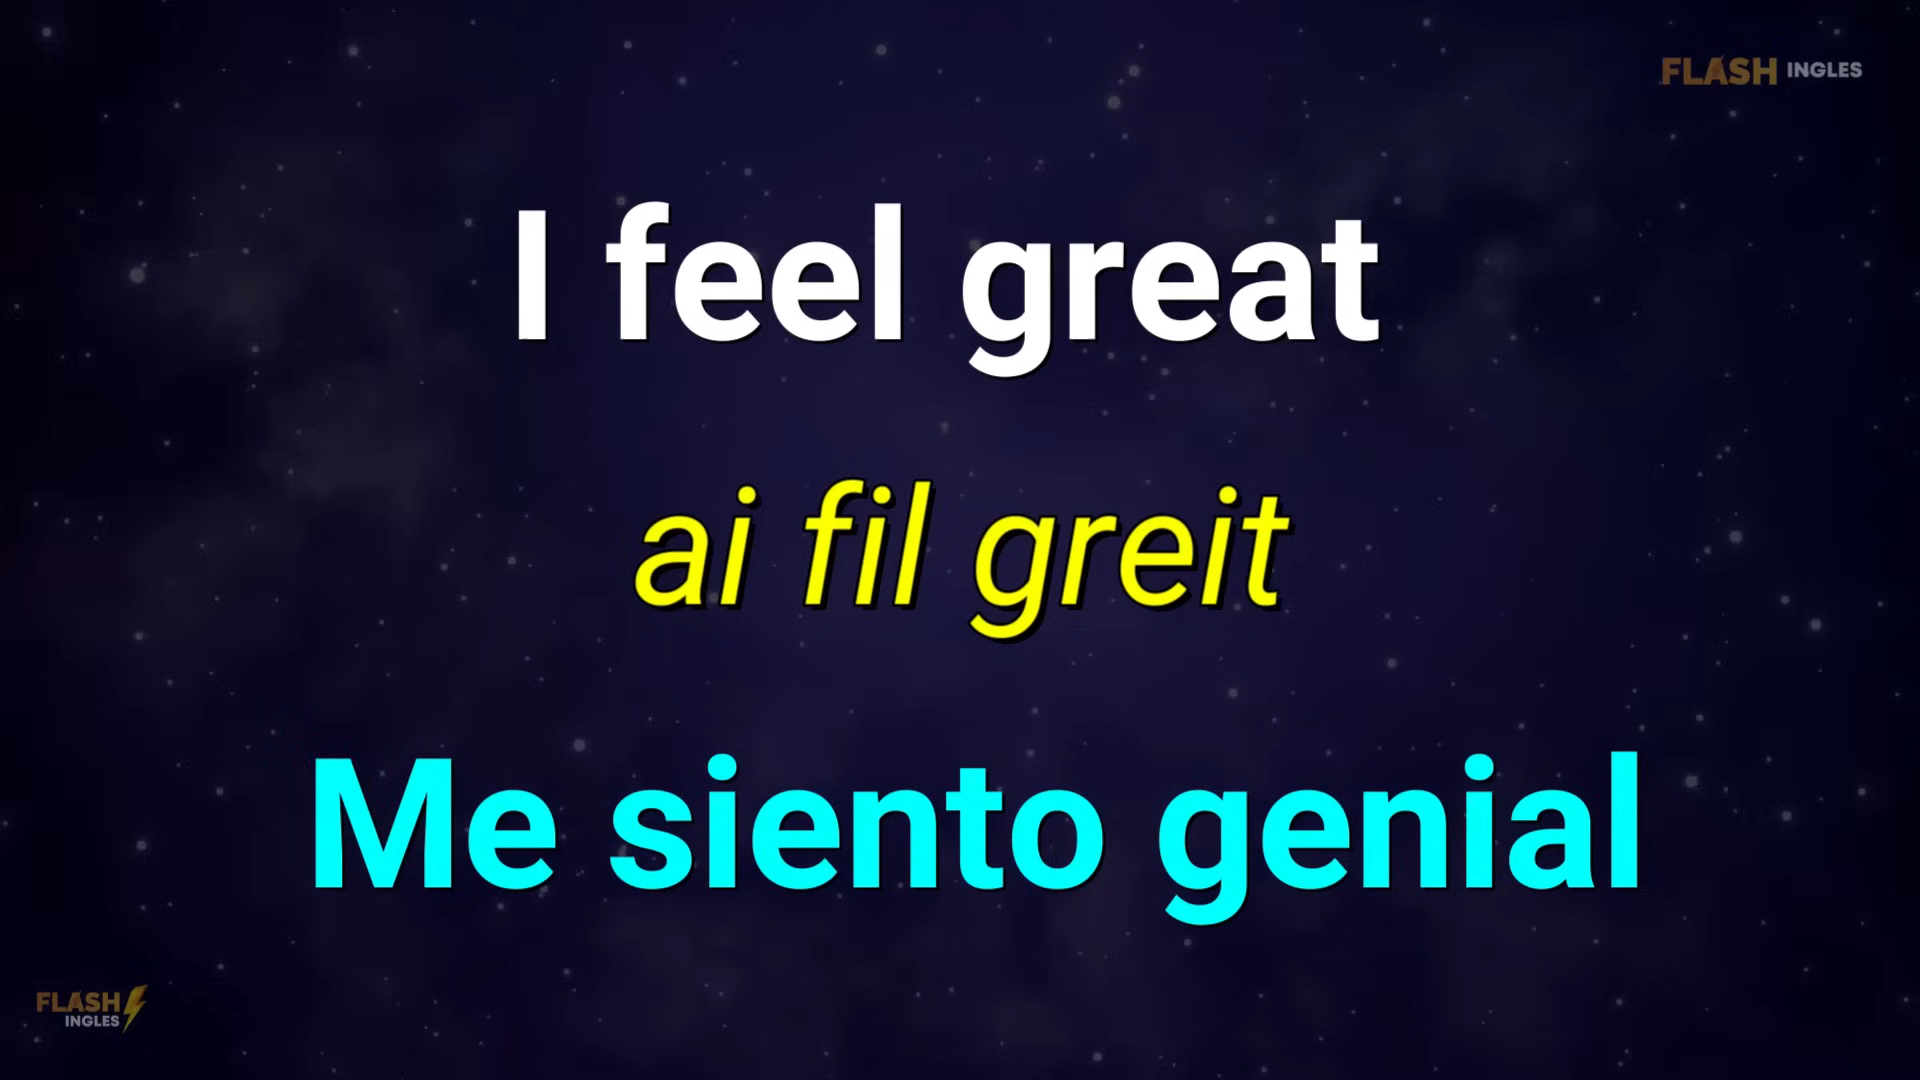 FLASH INGLES
I feel great
ai fil greit
Me siento genial
FLASH
INGLES